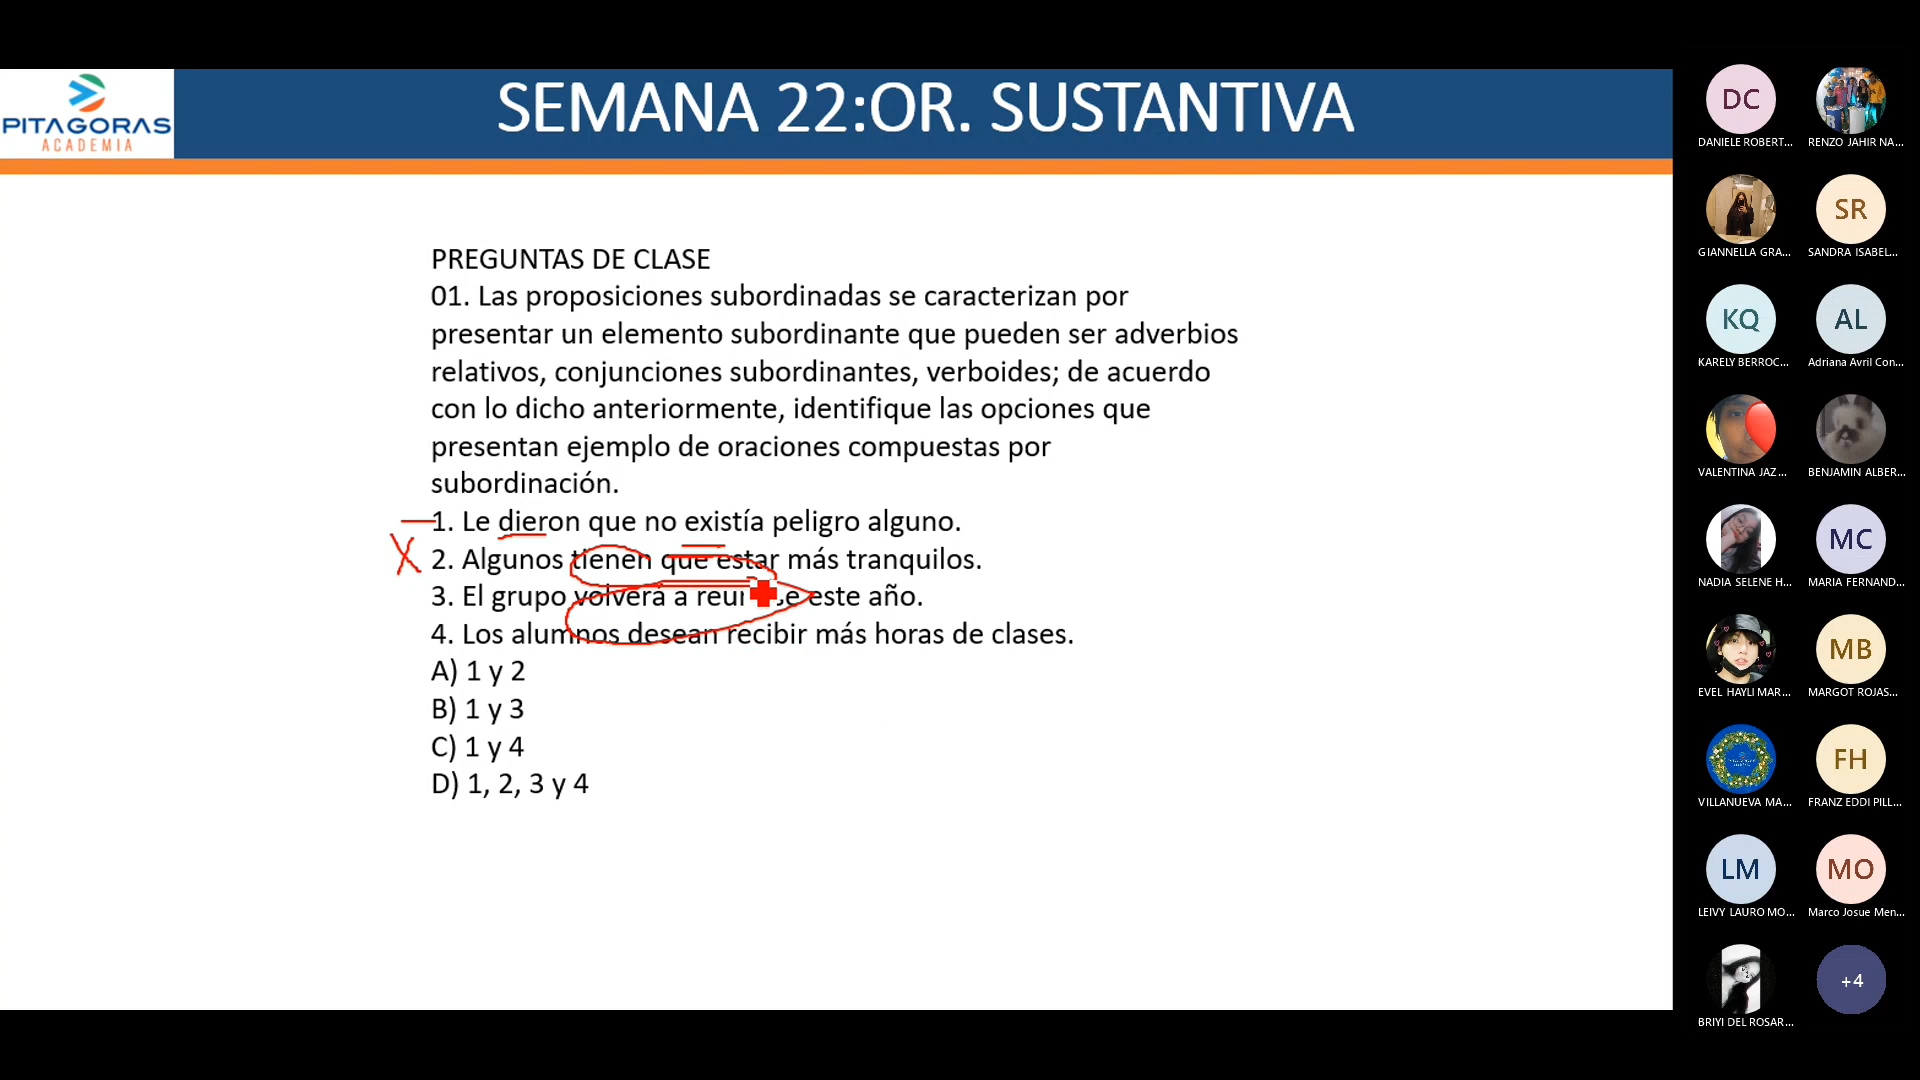 PITAGORAS
ACADEMIA
SEMANA 22:OR. SUSTANTIVA
PREGUNTAS DE CLASE
01. Las proposiciones subordinadas se caracterizan por
presentar un elemento subordinante que pueden ser adverbios
relativos, conjunciones subordinantes, verboides; de acuerdo
con lo dicho anteriormente, identifique las opciones que
presentan ejemplo de oraciones compuestas por
subordinación.
1. Le dieron que no existía peligro alguno.
X 2. Algunos tienen que estar más tranquilos.
3. El grupo volverá a reunirse este año.
4. Los alumnos desean recibir más horas de clases.
A) 1 y 2
B) 1 y 3
C) 1 y 4
D) 1, 2, 3 y 4
DC
DANIELE ROBERT...
RENZO JAHIR NA...
GIANNELLA GRA...
SR
SANDRA ISABEL...
KQ
KARELY BERROC...
AL
Adriana Avril Con...
VALENTINA JAZ...
BENJAMIN ALBER...
NADIA SELENE H...
MC
MARIA FERNAND...
EVEL HAYLI MAR...
MB
MARGOT ROJAS...
VILLANUEVA MA...
FH
FRANZ EDDI PILL...
LM
LEIVY LAURO MO...
MO
Marco Josue Men...
BRIYI DEL ROSAR...
+4